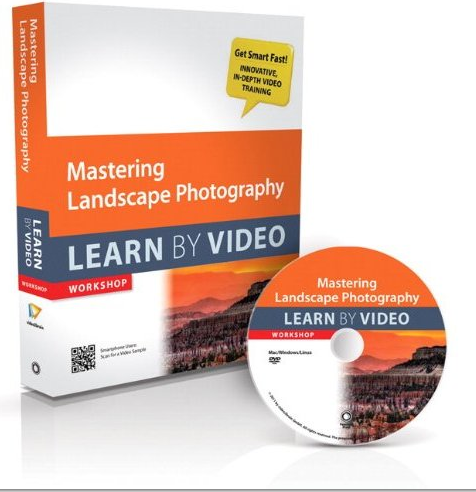 Mastering
Landscape Photography
LEARN
BY VIDEO
WORKSHOP
video2brain
Get Smart Fast!
INNOVATIVE,
IN-DEPTH VIDEO
TRAINING
Mastering
Landscape Photography
LEARN BY VIDEO
WORKSHOP
Smartphone Users:
Scan for a Video Sample
Mastering
Landscape Photography
LEARN BY VIDEO
WORKSHOP
Mac/Windows/Linux
DVD